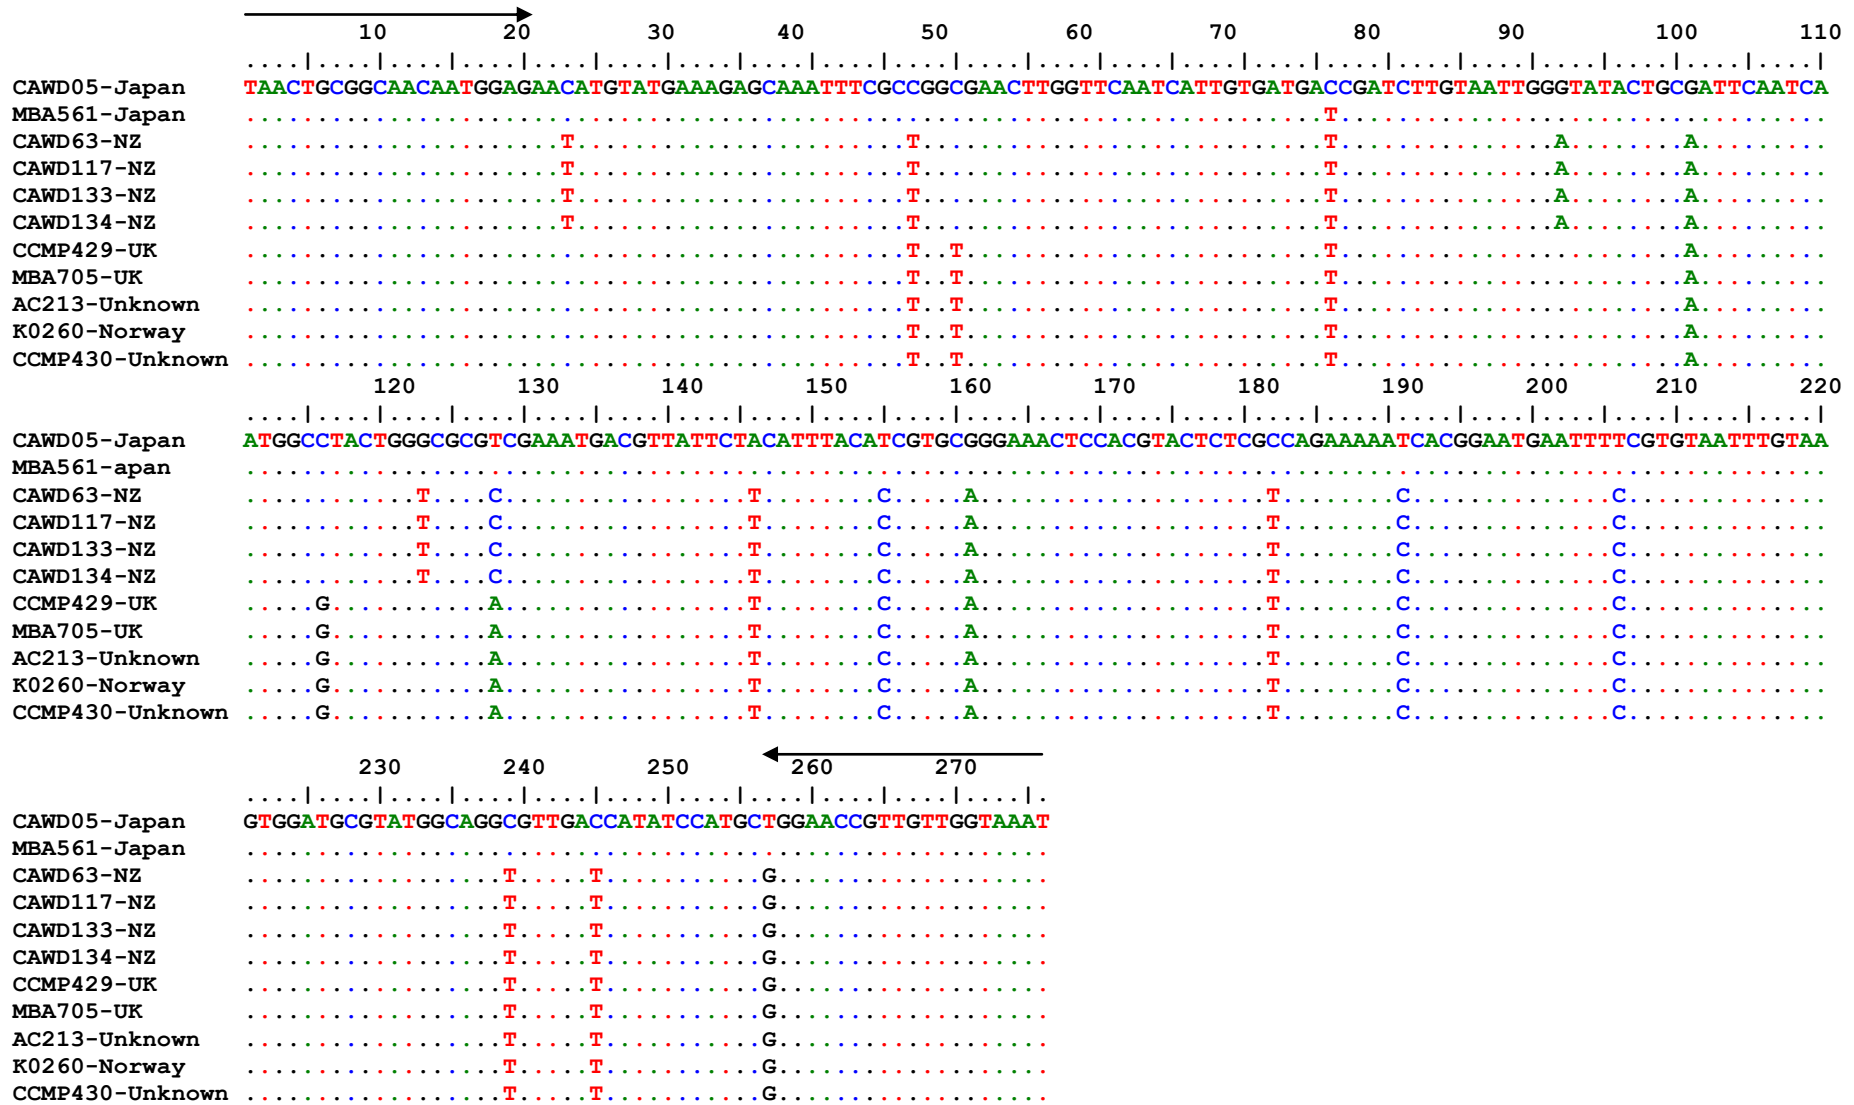 10 20 30 40 50 60 70 80 90 100 110
....|....|....|....|....|....|....|....|....|....|....|....|....|....|....|....|....|....|....|....|....|....|
CAWD05-Japan TAACTGCGGCAACAATGGAGAACATGTATGAAAGAGCAAATTTCGCCGGCGAACTTGGTTCAATCATTGTGATGACCGATCTTGTAATTGGGTATACTGCGATTCAATCA
MBA561-Japan ...........................................................................T..................................
CAWD63-NZ ......................T.......................T............................T...............A........A.........
CAWD117-NZ ......................T.......................T............................T...............A........A.........
CAWD133-NZ ......................T.......................T............................T...............A........A.........
CAWD134-NZ ......................T.......................T............................T...............A........A.........
CCMP429-UK ..............................................T..T.........................T........................A.........
MBA705-UK ..............................................T..T.........................T........................A.........
AC213-Unknown ..............................................T..T.........................T........................A.........
K0260-Norway ..............................................T..T.........................T........................A.........
CCMP430-Unknown ..............................................T..T.........................T........................A.........
120 130 140 150 160 170 180 190 200 210 220
....|....|....|....|....|....|....|....|....|....|....|....|....|....|....|....|....|....|....|....|....|....|
CAWD05-Japan ATGGCCTACTGGGCGCGTCGAAATGACGTTATTCTACATTTACATCGTGCGGGAAACTCCACGTACTCTCGCCAGAAAAATCACGGAATGAATTTTCGTGTAATTTGTAA
MBA561-apan ..............................................................................................................
CAWD63-NZ ............T....C.................T........C.....A....................T........C..............C..............
CAWD117-NZ ............T....C.................T........C.....A....................T........C..............C..............
CAWD133-NZ ............T....C.................T........C.....A....................T........C..............C..............
CAWD134-NZ ............T....C.................T........C.....A....................T........C..............C..............
CCMP429-UK .....G...........A.................T........C.....A....................T........C..............C..............
MBA705-UK .....G...........A.................T........C.....A....................T........C..............C..............
AC213-Unknown .....G...........A.................T........C.....A....................T........C..............C..............
K0260-Norway .....G...........A.................T........C.....A....................T........C..............C..............
CCMP430-Unknown .....G...........A.................T........C.....A....................T........C..............C..............
230 240 250 260 270
....|....|....|....|....|....|....|....|....|....|....|.
CAWD05-Japan GTGGATGCGTATGGCAGGCGTTGACCATATCCATGCTGGAACCGTTGTTGGTAAAT
MBA561-Japan ........................................................
CAWD63-NZ ..................T.....T...........G...................
CAWD117-NZ ..................T.....T...........G...................
CAWD133-NZ ..................T.....T...........G...................
CAWD134-NZ ..................T.....T...........G...................
CCMP429-UK ..................T.....T...........G...................
MBA705-UK ..................T.....T...........G...................
AC213-Unknown ..................T.....T...........G...................
K0260-Norway ..................T.....T...........G...................
CCMP430-Unknown ..................T.....T...........G...................